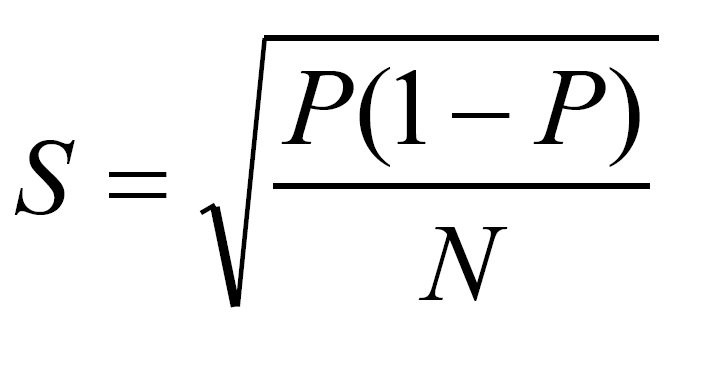 S = √(P(1 − P)/N)